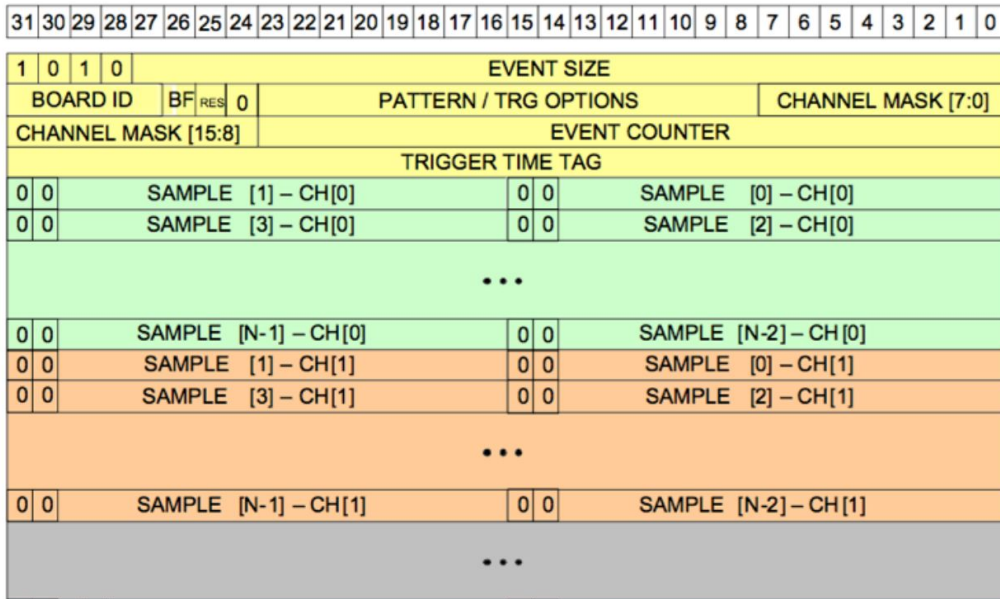 31 30 29 28 27 26 25 24 23 22 21 20 19 18 17 16 15 14 13 12 11 10 9 8 7 6 5 4 3 2 1 0
1 0 1 0 EVENT SIZE
BOARD ID BF RES 0 PATTERN / TRG OPTIONS CHANNEL MASK [7:0]
CHANNEL MASK [15:8] EVENT COUNTER
TRIGGER TIME TAG
0 0 SAMPLE [1] – CH[0] 0 0 SAMPLE [0] – CH[0]
0 0 SAMPLE [3] – CH[0] 0 0 SAMPLE [2] – CH[0]
...
0 0 SAMPLE [N-1] – CH[0] 0 0 SAMPLE [N-2] – CH[0]
0 0 SAMPLE [1] – CH[1] 0 0 SAMPLE [0] – CH[1]
0 0 SAMPLE [3] – CH[1] 0 0 SAMPLE [2] – CH[1]
...
0 0 SAMPLE [N-1] – CH[1] 0 0 SAMPLE [N-2] – CH[1]
...